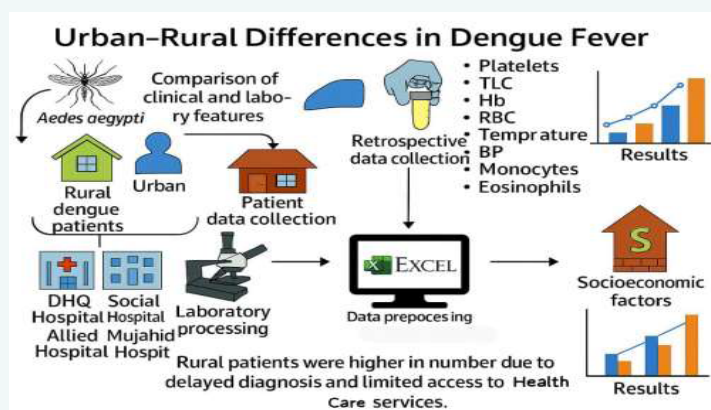 Urban–Rural Differences in Dengue Fever
Aedes aegypti
Comparison of
clinical and labo-
ry features
Retrospective
data collection
• Platelets
• TLC
• Hb
• RBC
• Temprature
• BP
• Monocytes
• Eosinophils
Results
Rural
dengue
patients
Urban
Patient
data collection
DHQ
Hospital
Allied
Hospital
Social
Hospital
Mujahid
Hospit
Laboratory
processing
X
EXCEL
Data prepocesing
S
Socioeconomic
factors
Results
Rural patients were higher in number due to
delayed diagnosis and limited access to Health
Care services.